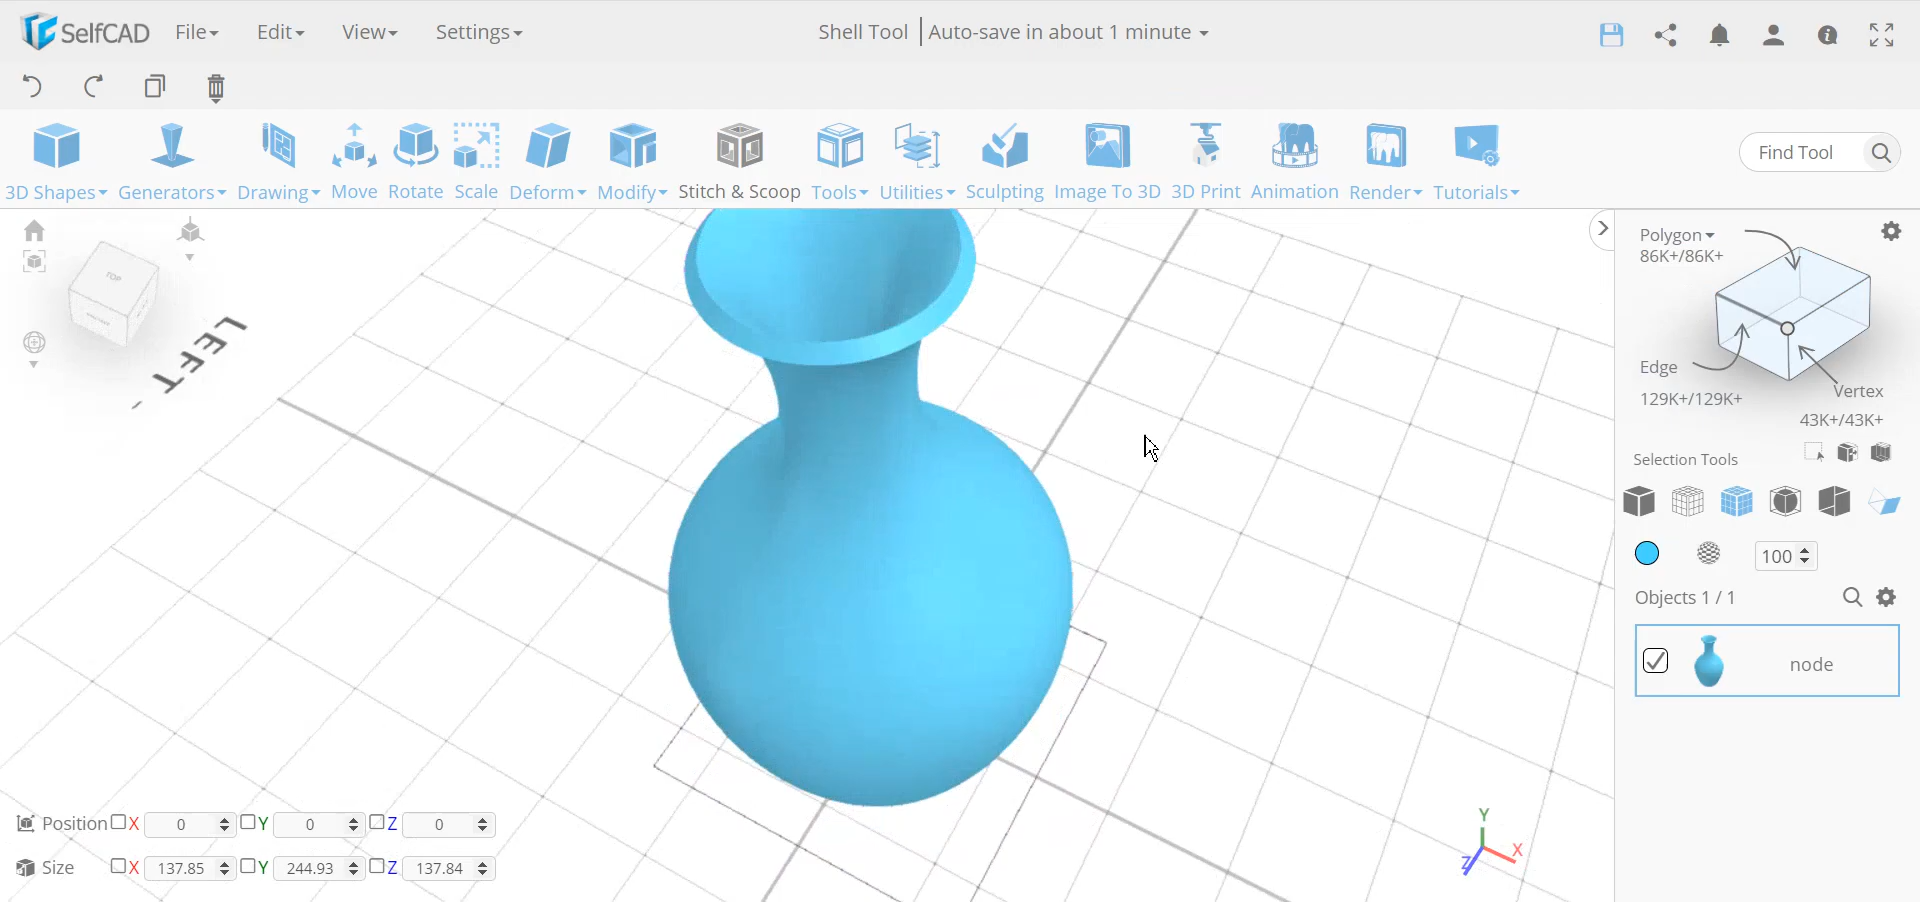 SelfCAD File Edit View Settings Shell Tool Auto-save in about 1 minute
3D Shapes Generators Drawing Move Rotate Scale Deform Modify Stitch & Scoop Tools Utilities Sculpting Image To 3D 3D Print Animation Render Tutorials
Find Tool
TOP
LEFT
Polygon
86K+/86K+
Edge
129K+/129K+
Vertex
43K+/43K+
Selection Tools
100
Objects 1 / 1
node
Position X 0 Y 0 Z 0
Size X 137.85 Y 244.93 Z 137.84
Y
X
Z